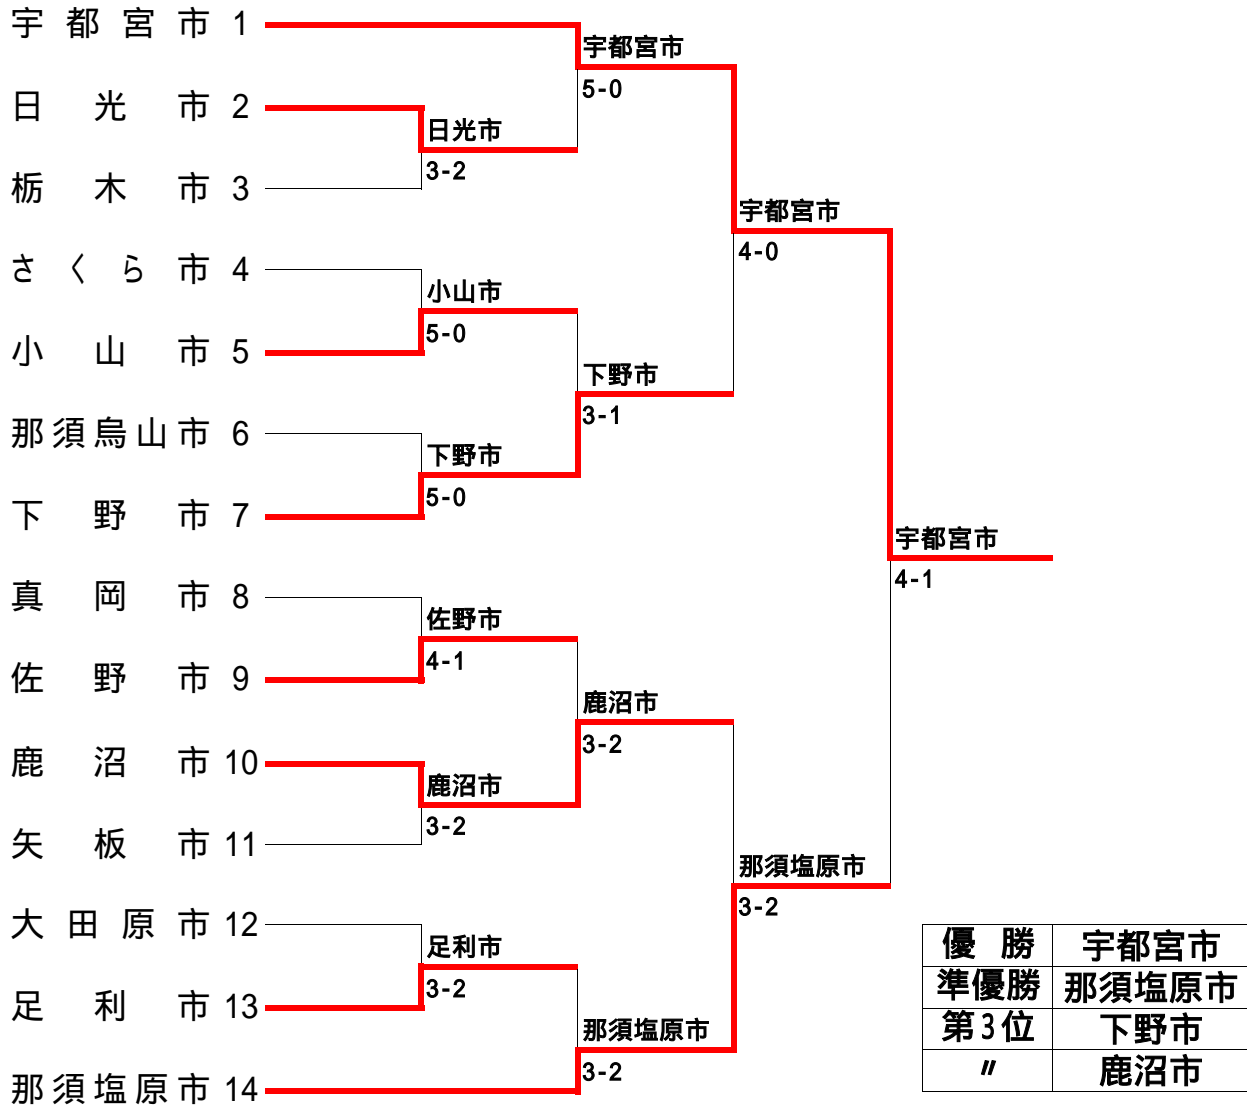 宇都宮市 1
宇都宮市
5-0
日光市 2
日光市
3-2
栃木市 3
宇都宮市
4-0
さくら市 4
小山市
5-0
小山市 5
下野市
3-1
那須烏山市 6
下野市
5-0
下野市 7
宇都宮市
4-1
真岡市 8
佐野市
4-1
佐野市 9
鹿沼市
3-2
鹿沼市 10
鹿沼市
3-2
矢板市 11
那須塩原市
3-2
大田原市 12
足利市
3-2
足利市 13
那須塩原市
3-2
那須塩原市 14
優勝 宇都宮市
準優勝 那須塩原市
第3位 下野市
〃 鹿沼市